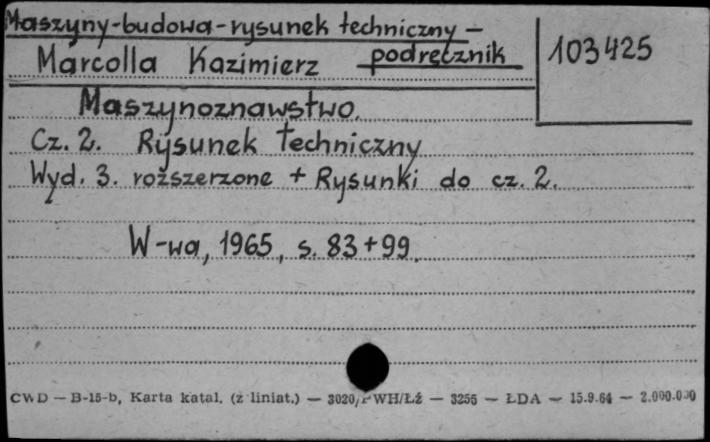 Maszyny-budowa-rysunek techniczny –
podręcznik
103425
Marcolla Kazimierz
Maszynoznawstwo.
Cz. 2. Rysunek techniczny
Wyd. 3. rozszerzone + Rysunki do cz. 2.
W-wa, 1965, s. 83+99.
CWD — B-15-b, Karta katal. (z liniat.) — 3020/PWH/Łź — 3256 — ŁDA — 15.9.64 — 2.000.000